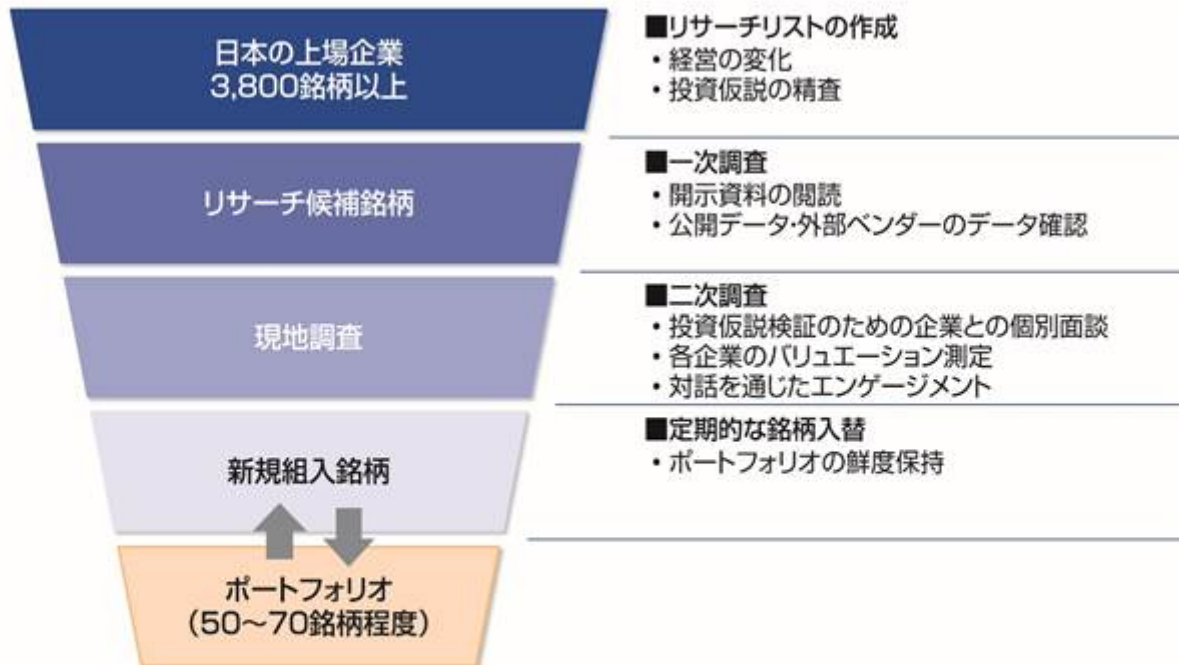 日本の上場企業
3,800銘柄以上
■リサーチリストの作成
・経営の変化
・投資仮説の精査
リサーチ候補銘柄
■一次調査
・開示資料の閲読
・公開データ・外部ベンダーのデータ確認
現地調査
■二次調査
・投資仮説検証のための企業との個別面談
・各企業のバリュエーション測定
・対話を通じたエンゲージメント
新規組入銘柄
■定期的な銘柄入替
・ポートフォリオの鮮度保持
ポートフォリオ
(50～70銘柄程度)